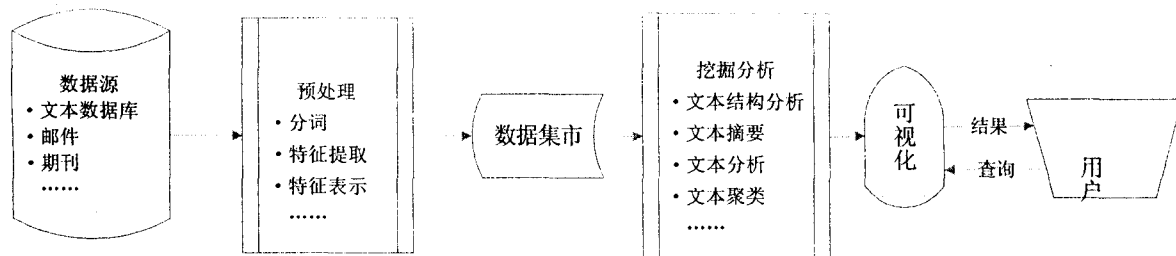 数据源
• 文本数据库
• 邮件
• 期刊
……
预处理
• 分词
• 特征提取
• 特征表示
……
数据集市
挖掘分析
• 文本结构分析
• 文本摘要
• 文本分析
• 文本聚类
……
可视化
结果
查询
用户